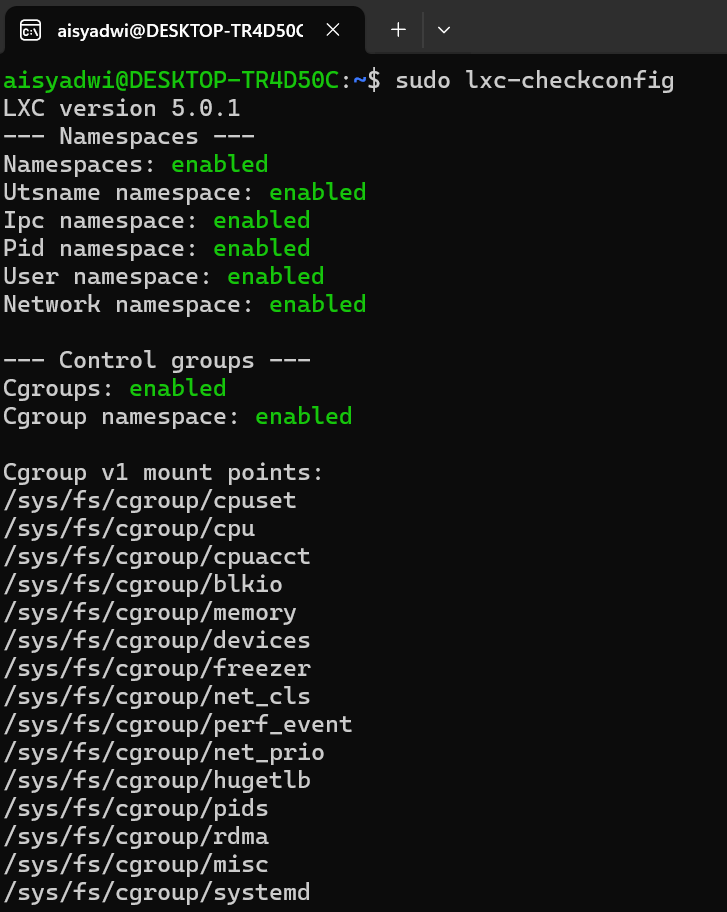 aisyadwi@DESKTOP-TR4D50C
aisyadwi@DESKTOP-TR4D50C:~$ sudo lxc-checkconfig
LXC version 5.0.1
--- Namespaces ---
Namespaces: enabled
Utsname namespace: enabled
Ipc namespace: enabled
Pid namespace: enabled
User namespace: enabled
Network namespace: enabled

--- Control groups ---
Cgroups: enabled
Cgroup namespace: enabled

Cgroup v1 mount points:
/sys/fs/cgroup/cpuset
/sys/fs/cgroup/cpu
/sys/fs/cgroup/cpuacct
/sys/fs/cgroup/blkio
/sys/fs/cgroup/memory
/sys/fs/cgroup/devices
/sys/fs/cgroup/freezer
/sys/fs/cgroup/net_cls
/sys/fs/cgroup/perf_event
/sys/fs/cgroup/net_prio
/sys/fs/cgroup/hugetlb
/sys/fs/cgroup/pids
/sys/fs/cgroup/rdma
/sys/fs/cgroup/misc
/sys/fs/cgroup/systemd